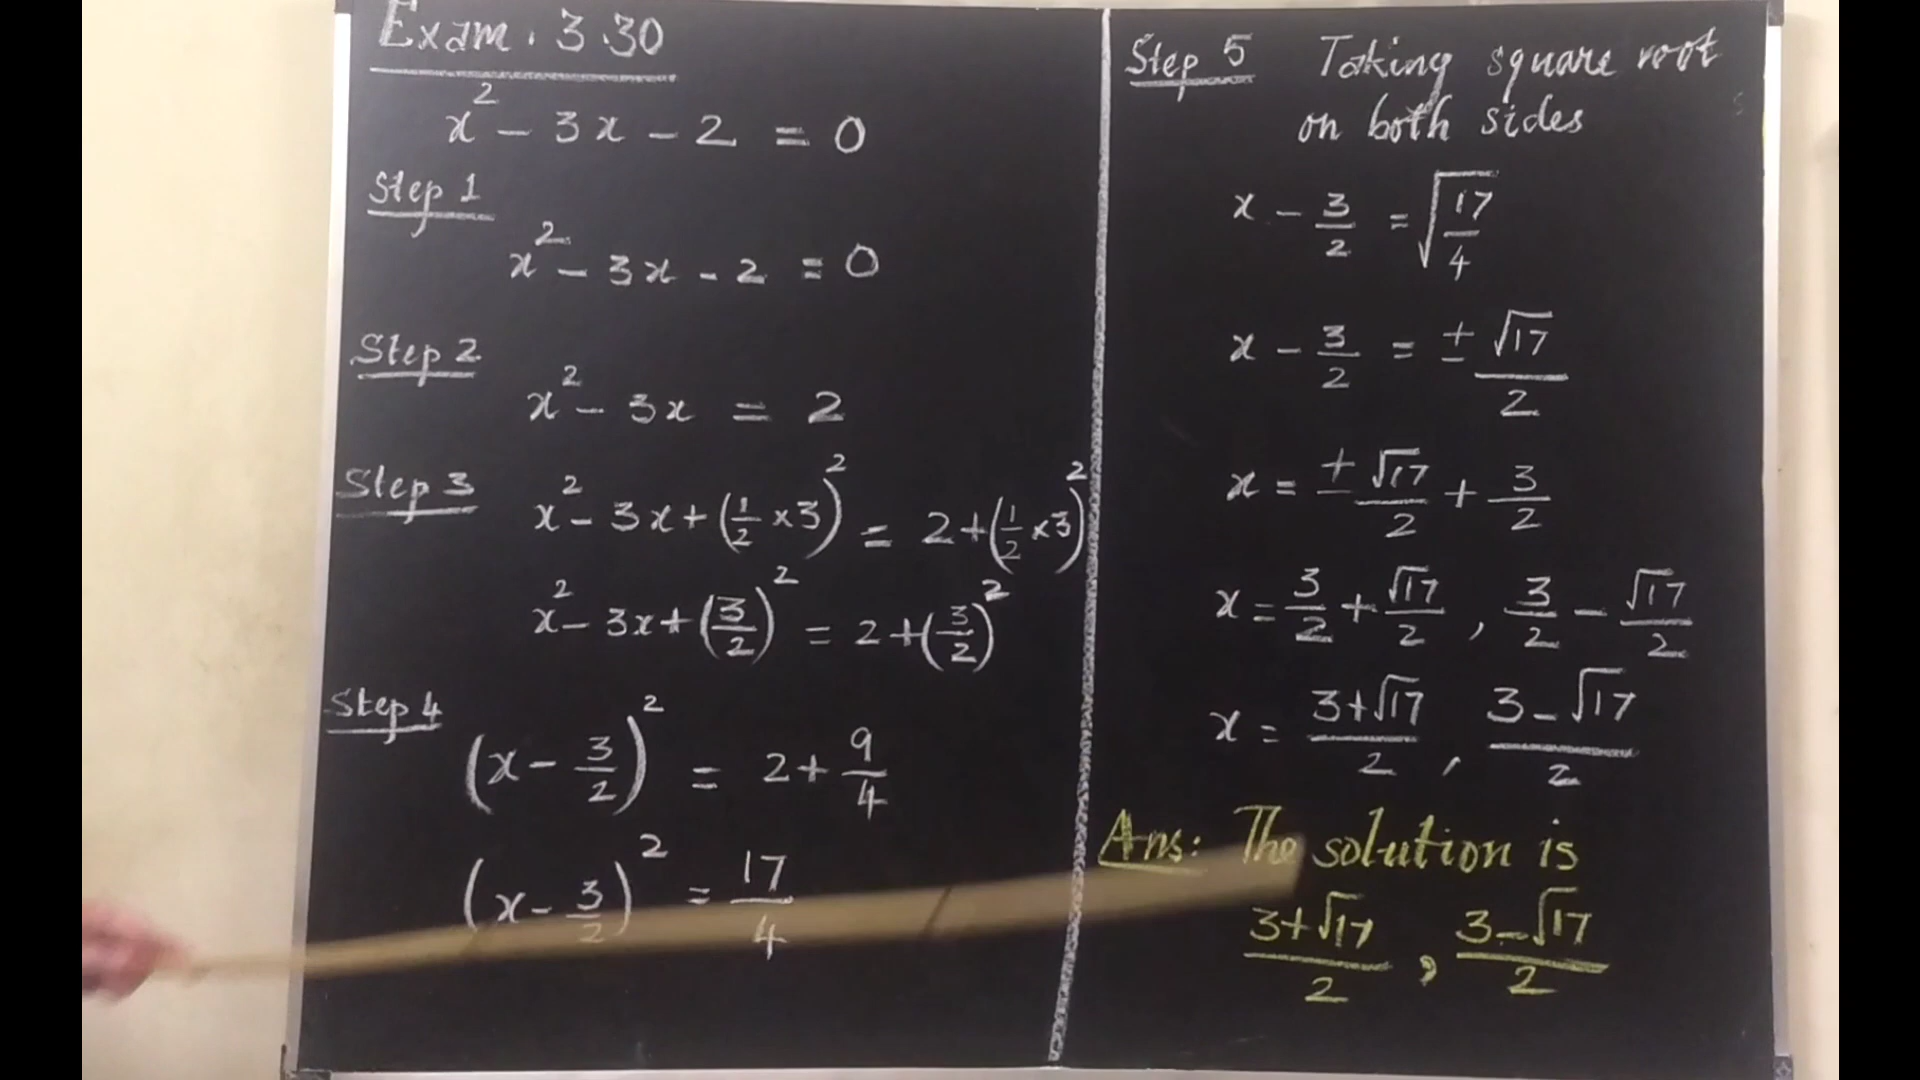 Exam. 3.30
x² - 3x - 2 = 0
Step 1
x² - 3x - 2 = 0
Step 2
x² - 3x = 2
Step 3
x² - 3x + (1/2 × 3)² = 2 + (1/2 × 3)²
x² - 3x + (3/2)² = 2 + (3/2)²
Step 4
(x - 3/2)² = 2 + 9/4
(x - 3/2)² = 17/4
Step 5 Taking square root
on both sides
x - 3/2 = √(17/4)
x - 3/2 = ± √17/2
x = ± √17/2 + 3/2
x = 3/2 + √17/2 , 3/2 - √17/2
x = (3+√17)/2 , (3-√17)/2
Ans: The solution is
(3+√17)/2 , (3-√17)/2